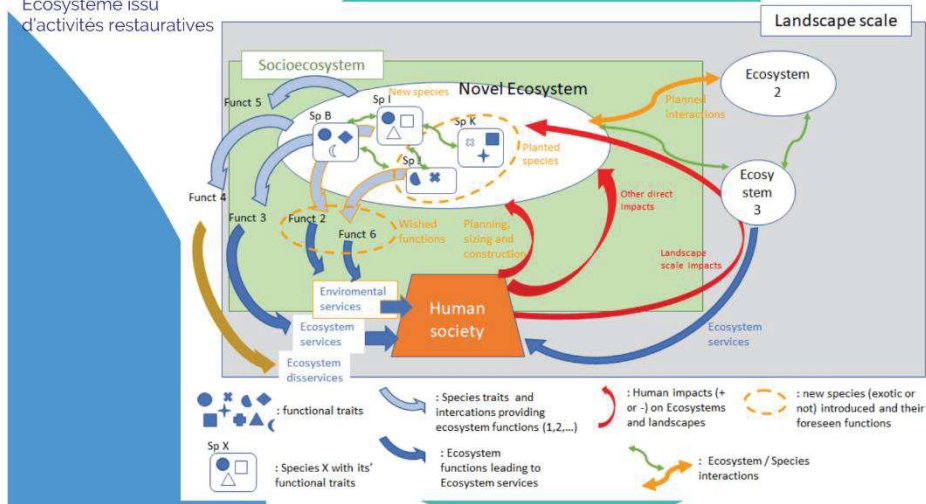 Ecosystème issu
d'activités restauratives
Landscape scale
Socioecosystem
Novel Ecosystem
New species
Sp I
Sp B
Sp K
Planted
species
Funct 5
Funct 4
Funct 3
Funct 2
Funct 6
Wished
functions
Planning,
sizing and
construction
Other direct
impacts
Landscape
scale impacts
Planned
interactions
Ecosystem
2
Ecosy
stem
3
Enviromental
services
Ecosystem
services
Ecosystem
disservices
Human
society
Ecosystem
services
: functional traits
Sp X
: Species X with its'
functional traits
: Species traits and
intercations providing
ecosystem functions (1,2,...)
: Ecosystem
functions leading to
Ecosystem services
: Human impacts (+
or -) on Ecosystems
and landscapes
: new species (exotic or
not) introduced and their
foreseen functions
: Ecosystem / Species
interactions